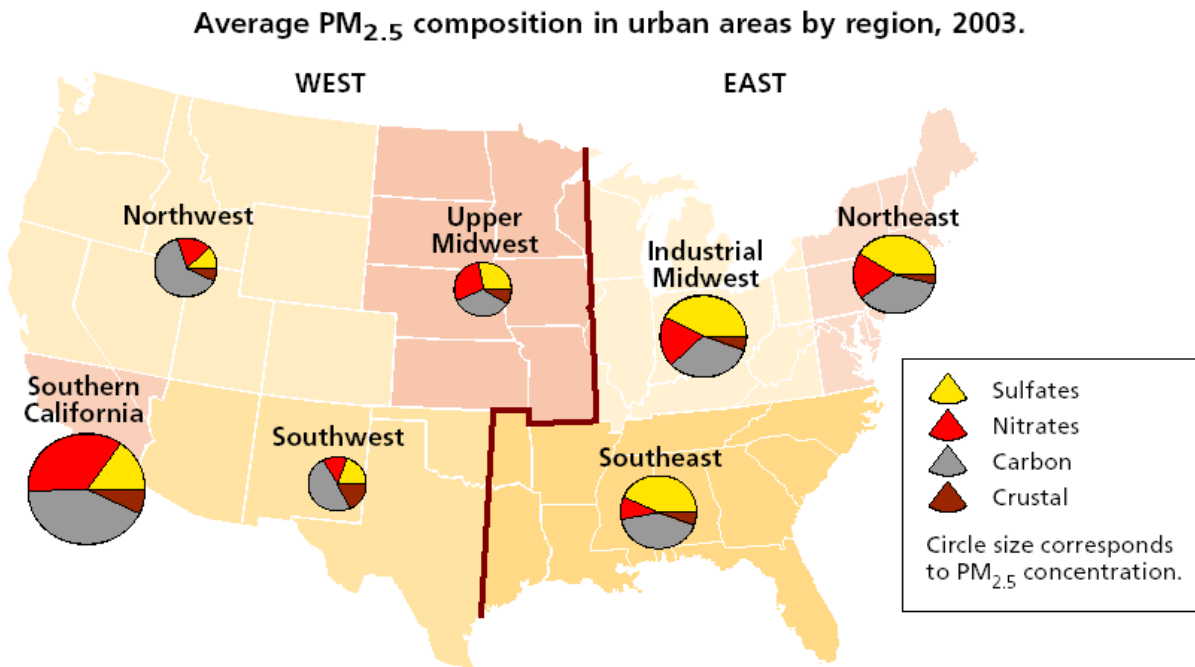 Average PM2.5 composition in urban areas by region, 2003.
WEST
EAST
Northwest
Upper
Midwest
Industrial
Midwest
Northeast
Southern
California
Southwest
Southeast
Sulfates
Nitrates
Carbon
Crustal
Circle size corresponds
to PM2.5 concentration.